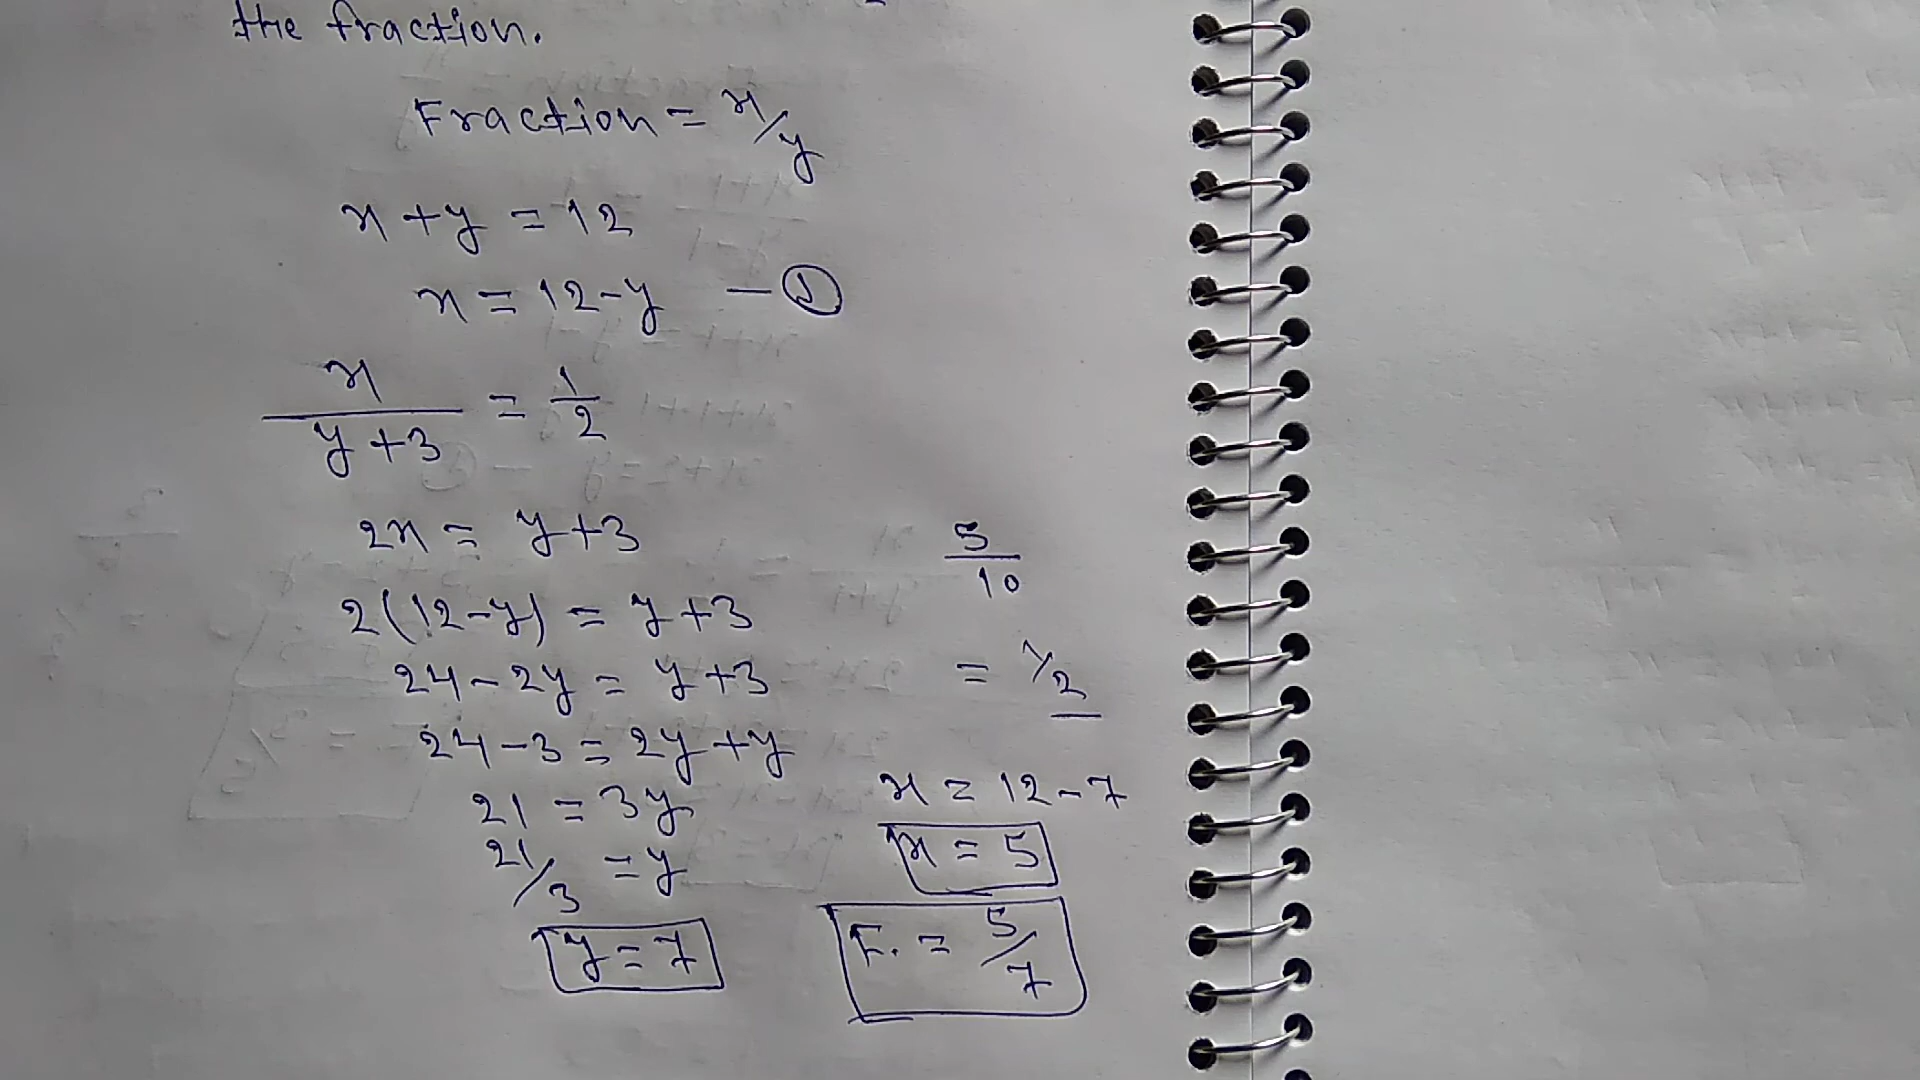 the fraction.
Fraction = x/y
x + y = 12
x = 12 - y — ①
x / y + 3 = 1/2
2x = y + 3
2(12 - y) = y + 3
24 - 2y = y + 3
24 - 3 = 2y + y
21 = 3y
21/3 = y
y = 7
5/10
= 1/2
x = 12 - 7
x = 5
F. = 5/7